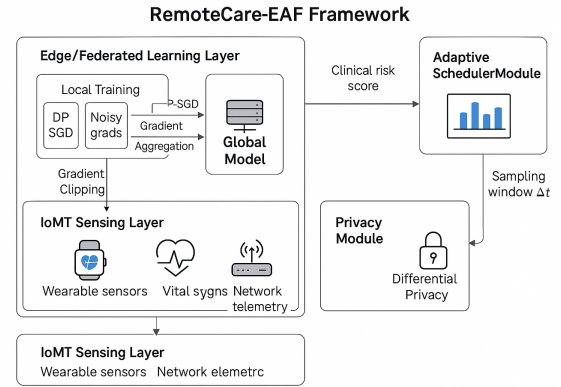 RemoteCare-EAF Framework
Edge/Federated Learning Layer
Local Training
DP
SGD
Noisy
grads
P-SGD
Gradient
Aggregation
Global
Model
Gradient
Clipping
IoMT Sensing Layer
Wearable sensors
Vital sygns
Network
telemetry
IoMT Sensing Layer
Wearable sensors Network elemetrc
Clinical risk
score
Adaptive
SchedulerModule
Sampling
window Δt
Privacy
Module
Differential
Privacy